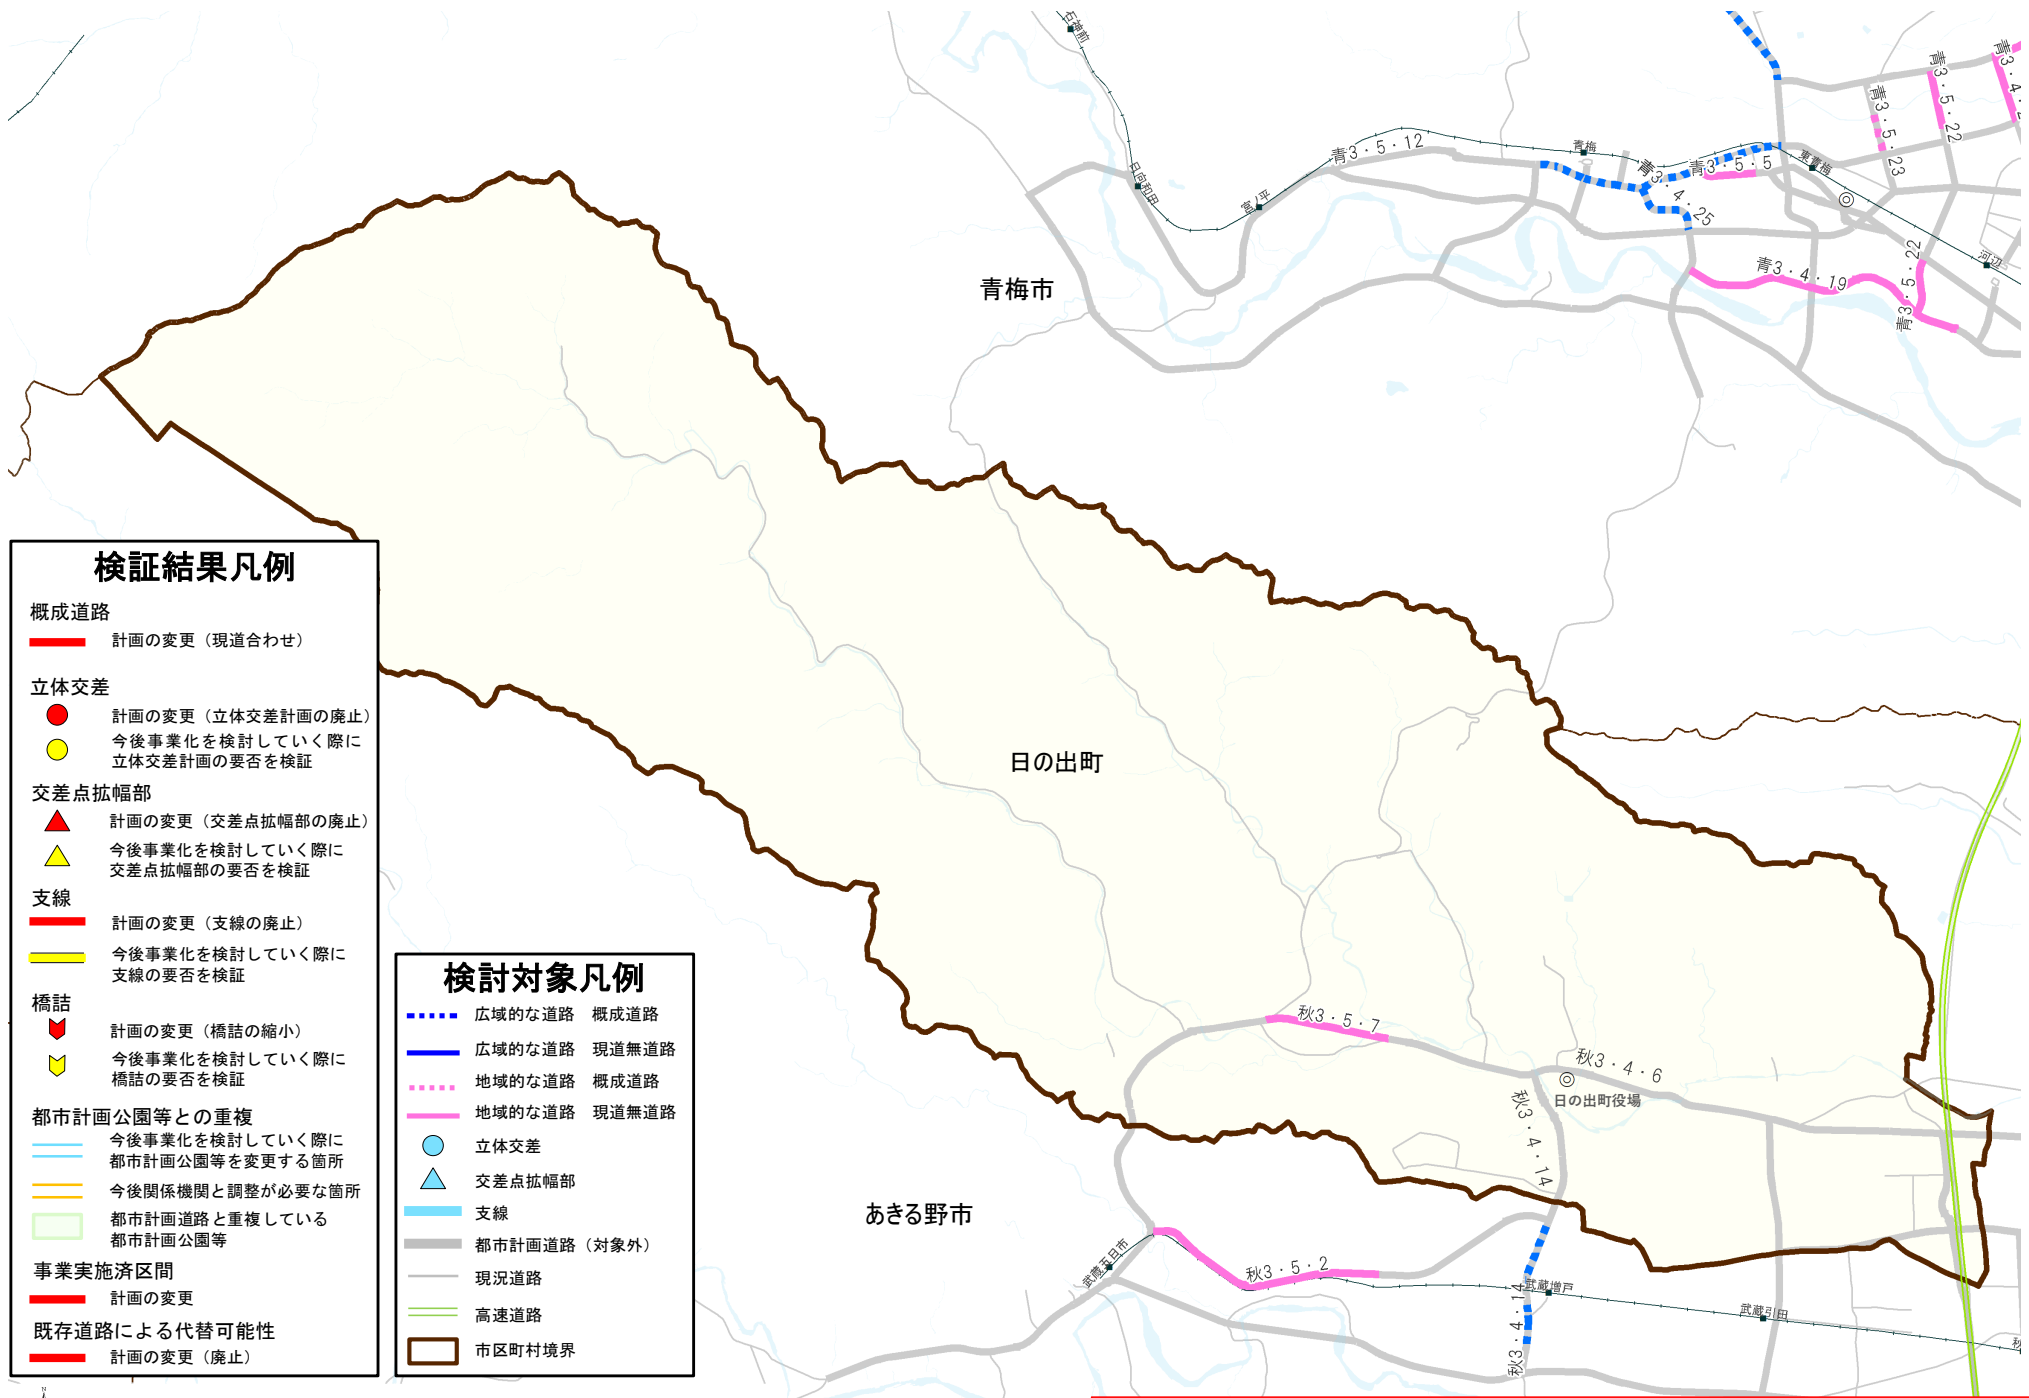 石神前
日向和田
宮ノ平
青3・5・12
青梅
青3・4・25
青3・5・5
東青梅
青3・5・23
青3・5・22
青3・4・2
河辺
青3・4・19
青3・5・22
青梅市
日の出町
あきる野市
秋3・5・7
秋3・4・6
日の出町役場
秋3・4・14
武蔵五日市
秋3・5・2
秋3・4・14
武蔵増戸
武蔵引田
秋
検証結果凡例
概成道路
計画の変更（現道合わせ）
立体交差
計画の変更（立体交差計画の廃止）
今後事業化を検討していく際に
立体交差計画の要否を検証
交差点拡幅部
計画の変更（交差点拡幅部の廃止）
今後事業化を検討していく際に
交差点拡幅部の要否を検証
支線
計画の変更（支線の廃止）
今後事業化を検討していく際に
支線の要否を検証
橋詰
計画の変更（橋詰の縮小）
今後事業化を検討していく際に
橋詰の要否を検証
都市計画公園等との重複
今後事業化を検討していく際に
都市計画公園等を変更する箇所
今後関係機関と調整が必要な箇所
都市計画道路と重複している
都市計画公園等
事業実施済区間
計画の変更
既存道路による代替可能性
計画の変更（廃止）
検討対象凡例
広域的な道路　概成道路
広域的な道路　現道無道路
地域的な道路　概成道路
地域的な道路　現道無道路
立体交差
交差点拡幅部
支線
都市計画道路（対象外）
現況道路
高速道路
市区町村境界